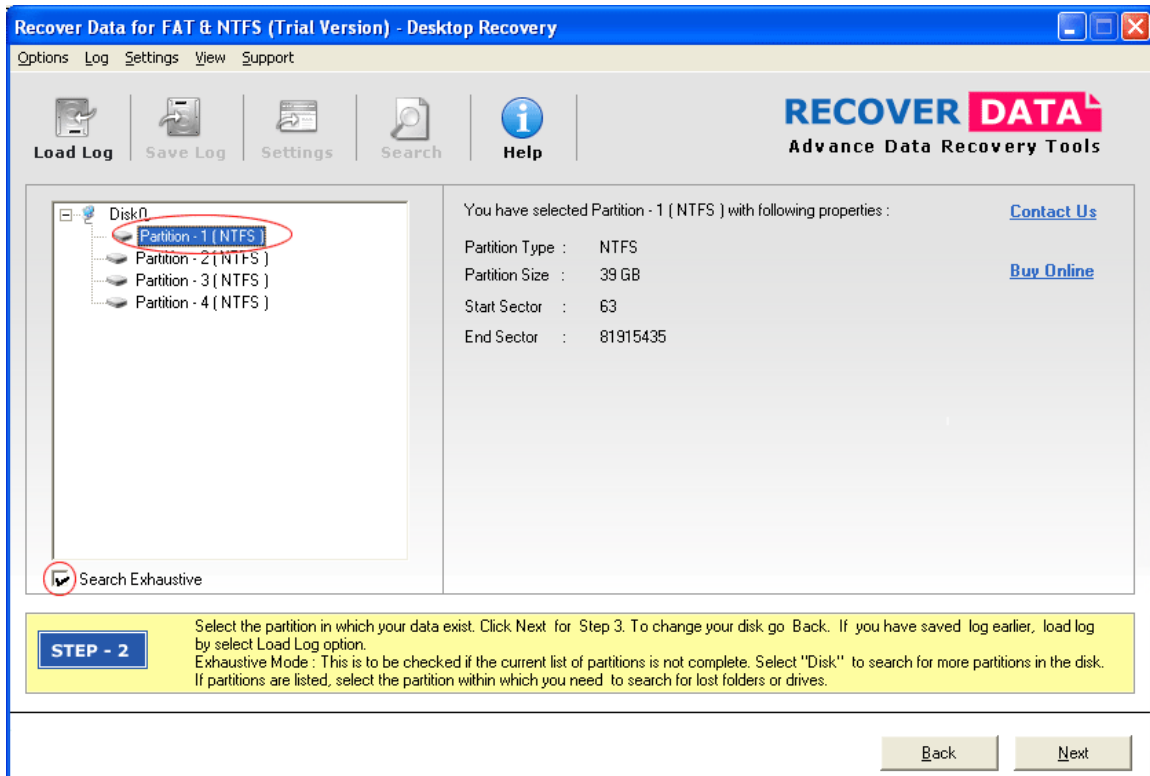 Recover Data for FAT & NTFS (Trial Version) - Desktop Recovery
Options Log Settings View Support
Load Log Save Log Settings Search Help
RECOVER DATA
Advance Data Recovery Tools
Disk0
Partition - 1 ( NTFS )
Partition - 2 ( NTFS )
Partition - 3 ( NTFS )
Partition - 4 ( NTFS )
Search Exhaustive
You have selected Partition - 1 ( NTFS ) with following properties :
Partition Type : NTFS
Partition Size : 39 GB
Start Sector : 63
End Sector : 81915435
Contact Us
Buy Online
STEP - 2
Select the partition in which your data exist. Click Next for Step 3. To change your disk go Back. If you have saved log earlier, load log
by select Load Log option.
Exhaustive Mode : This is to be checked if the current list of partitions is not complete. Select "Disk" to search for more partitions in the disk.
If partitions are listed, select the partition within which you need to search for lost folders or drives.
Back Next